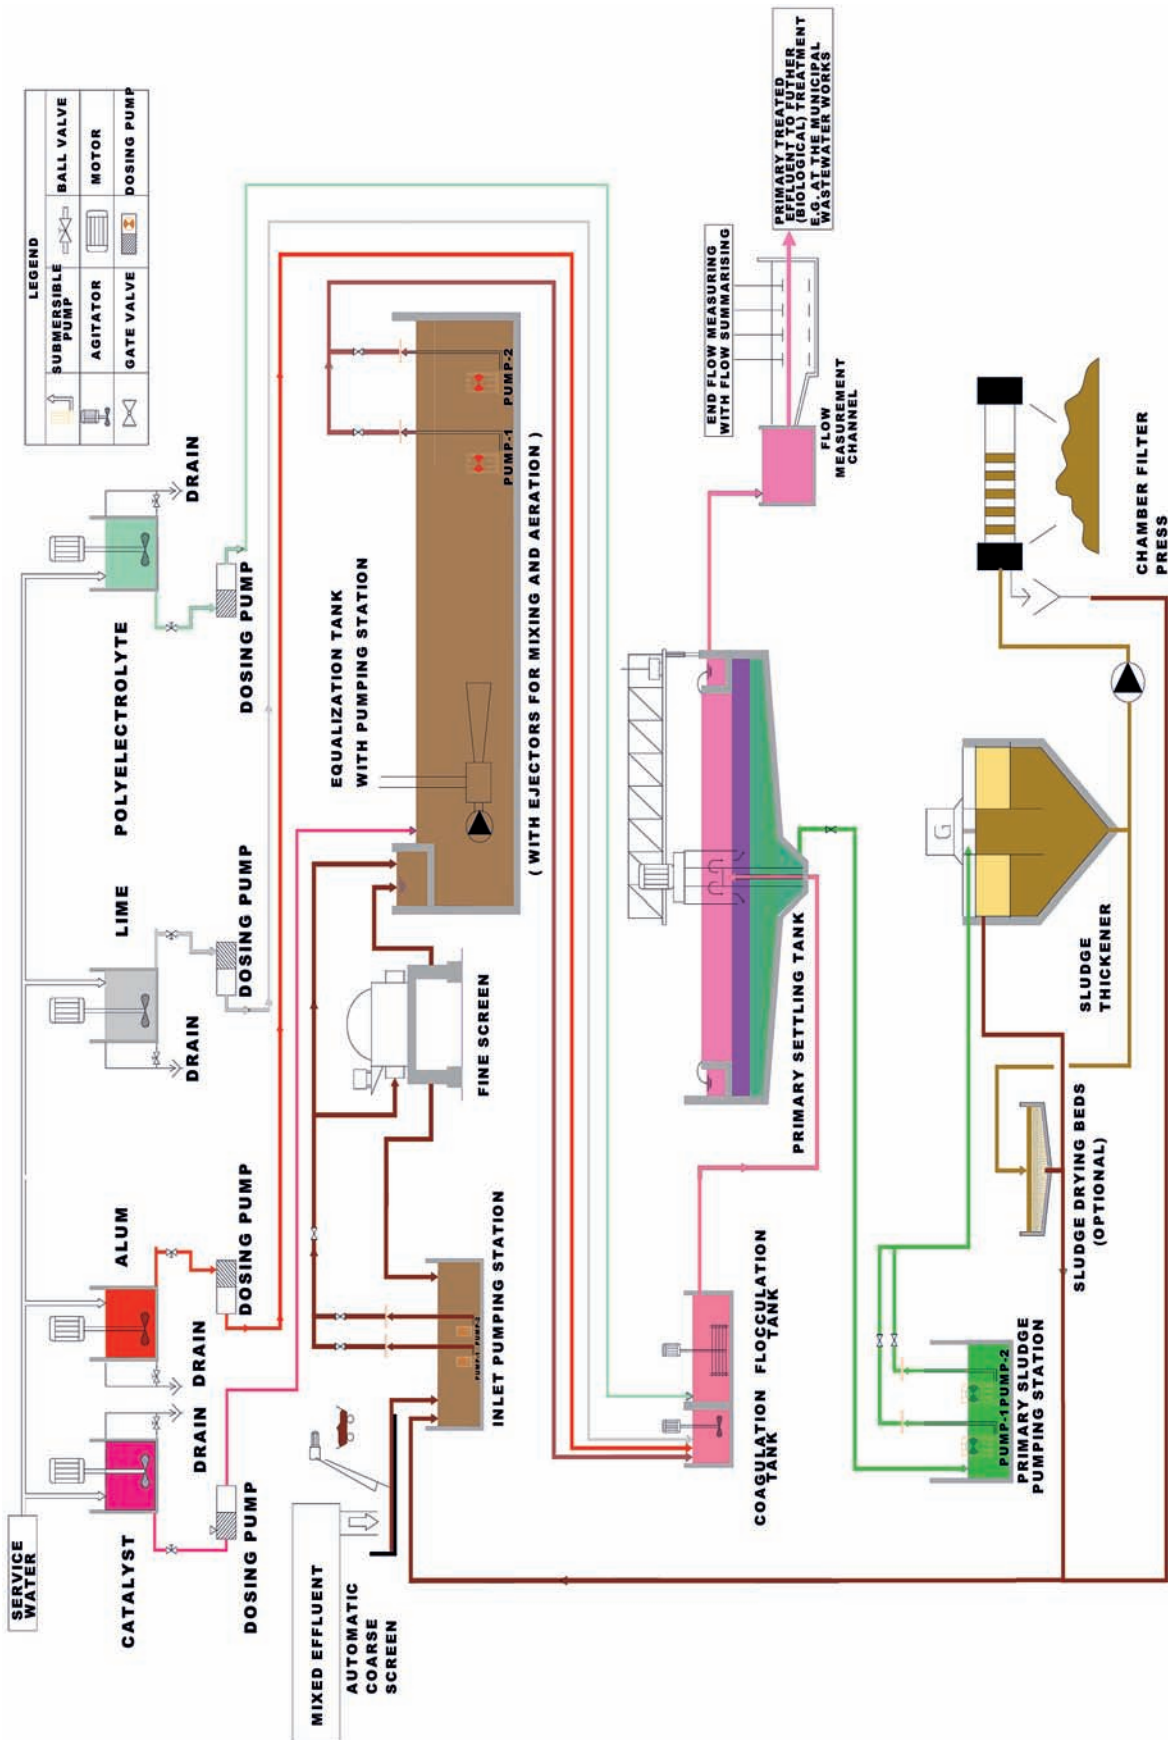 SERVICE
WATER
CATALYST
DRAIN
DOSING PUMP
ALUM
DRAIN
DOSING PUMP
LIME
DRAIN
DOSING PUMP
POLYELECTROLYTE
DRAIN
DOSING PUMP
LEGEND
SUBMERSIBLE
PUMP
BALL VALVE
AGITATOR
MOTOR
GATE VALVE
DOSING PUMP
MIXED EFFLUENT
AUTOMATIC
COARSE
SCREEN
PUMP-1
PUMP-2
INLET PUMPING STATION
FINE SCREEN
EQUALIZATION TANK
WITH PUMPING STATION
PUMP-1
PUMP-2
( WITH EJECTORS FOR MIXING AND AERATION )
COAGULATION
TANK
FLOCCULATION
TANK
PRIMARY SETTLING TANK
END FLOW MEASURING
WITH FLOW SUMMARISING
FLOW
MEASUREMENT
CHANNEL
PRIMARY TREATED
EFFLUENT TO FUTHER
(BIOLOGICAL) TREATMENT
E.G. AT THE MUNICIPAL
WASTEWATER WORKS
PUMP-1
PUMP-2
PRIMARY SLUDGE
PUMPING STATION
SLUDGE DRYING BEDS
(OPTIONAL)
G
SLUDGE
THICKENER
CHAMBER FILTER
PRESS